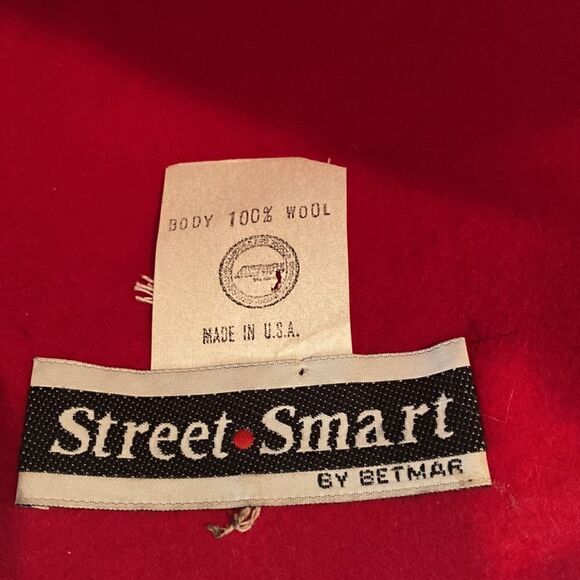 BODY 100% WOOL
MADE IN U.S.A.
Street•Smart
BY BETMAR